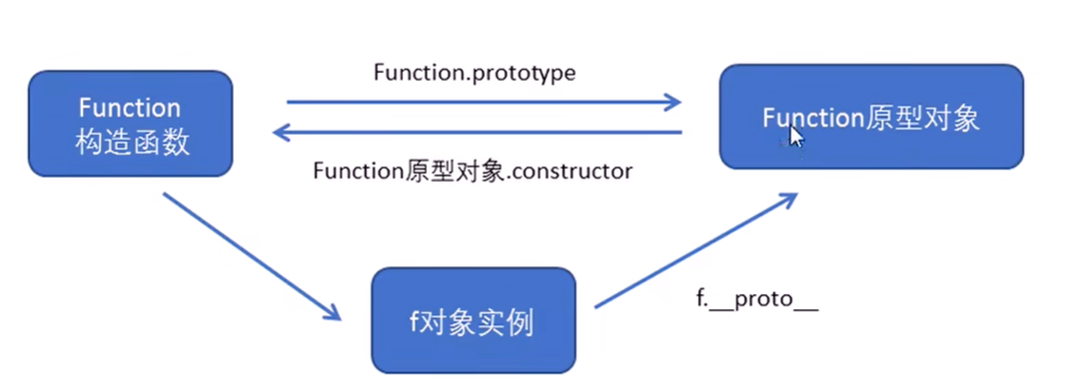 Function.prototype
Function
构造函数
Function原型对象
Function原型对象.constructor
f对象实例
f.__proto__